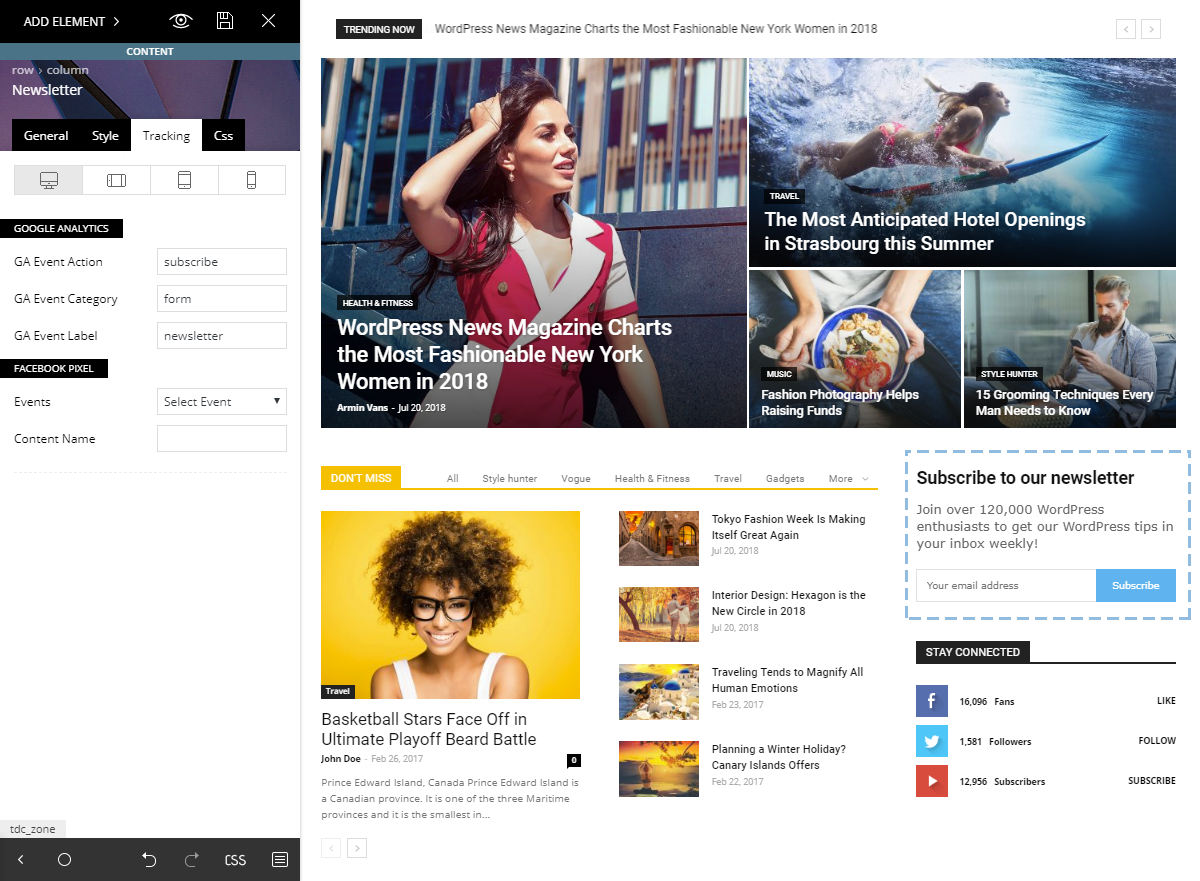 ADD ELEMENT
CONTENT
row › column
Newsletter
General Style Tracking Css
GOOGLE ANALYTICS
GA Event Action subscribe
GA Event Category form
GA Event Label newsletter
FACEBOOK PIXEL
Events Select Event
Content Name
tdc_zone
CSS
TRENDING NOW WordPress News Magazine Charts the Most Fashionable New York Women in 2018
HEALTH & FITNESS
WordPress News Magazine Charts
the Most Fashionable New York
Women in 2018
Armin Vans - Jul 20, 2018
TRAVEL
The Most Anticipated Hotel Openings
in Strasbourg this Summer
MUSIC
Fashion Photography Helps
Raising Funds
STYLE HUNTER
15 Grooming Techniques Every
Man Needs to Know
DON'T MISS All Style hunter Vogue Health & Fitness Travel Gadgets More
Travel
Basketball Stars Face Off in
Ultimate Playoff Beard Battle
John Doe - Feb 26, 2017 0
Prince Edward Island, Canada Prince Edward Island is
a Canadian province. It is one of the three Maritime
provinces and it is the smallest in...
Tokyo Fashion Week Is Making
Itself Great Again
Jul 20, 2018
Interior Design: Hexagon is the
New Circle in 2018
Jul 20, 2018
Traveling Tends to Magnify All
Human Emotions
Feb 23, 2017
Planning a Winter Holiday?
Canary Islands Offers
Feb 22, 2017
Subscribe to our newsletter
Join over 120,000 WordPress
enthusiasts to get our WordPress tips in
your inbox weekly!
Your email address Subscribe
STAY CONNECTED
16,096 Fans LIKE
1,581 Followers FOLLOW
12,956 Subscribers SUBSCRIBE